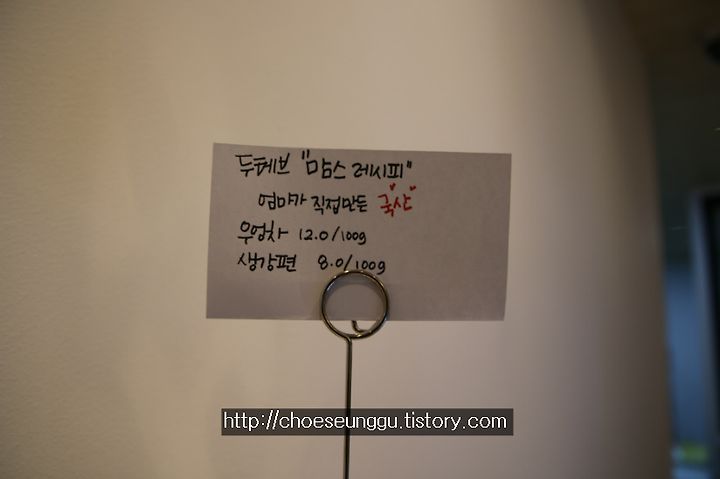 두헤브 "맘스 레시피"
엄마가 직접만든 "국산"
우엉차 12.0/100g
생강편 8.0/100g
http://choeseunggu.tistory.com